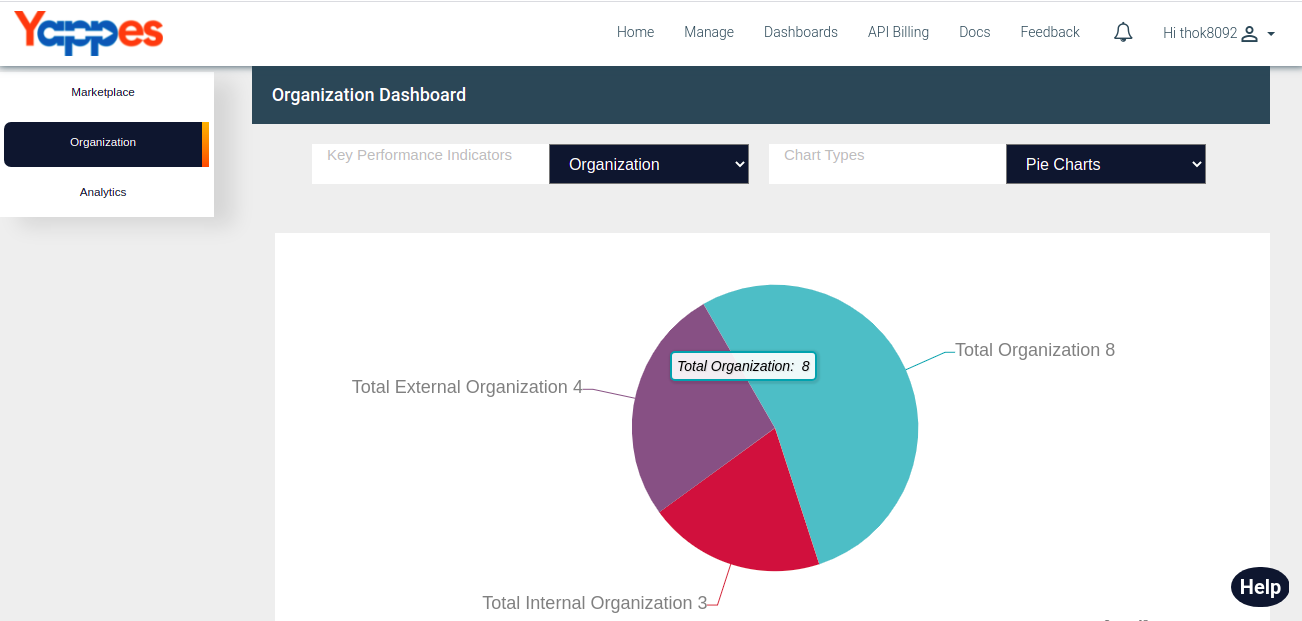 Yappes
Home Manage Dashboards API Billing Docs Feedback Hi thok8092
Marketplace
Organization
Analytics
Organization Dashboard
Key Performance Indicators Organization Chart Types Pie Charts
Total Organization 8
Total Organization: 8
Total External Organization 4
Total Internal Organization 3
Help